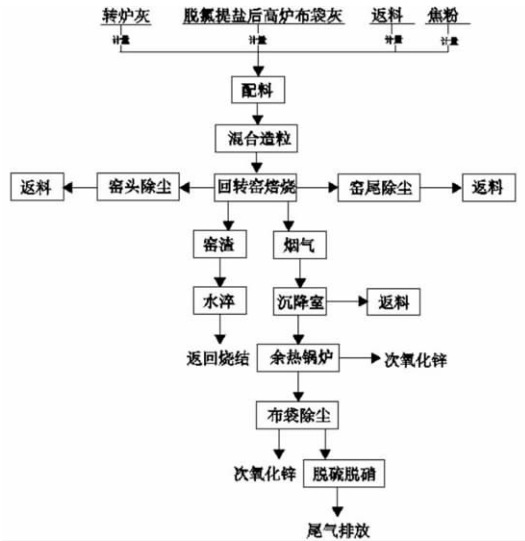 转炉灰 脱氯提盐后高炉布袋灰 返料 焦粉
计量 计量 计量 计量
配料
混合造粒
返料 窑头除尘 回转窑焙烧 窑尾除尘 返料
窑渣 烟气
水淬 沉降室 返料
返回烧结 余热锅炉 次氧化锌
布袋除尘
次氧化锌 脱硫脱硝
尾气排放